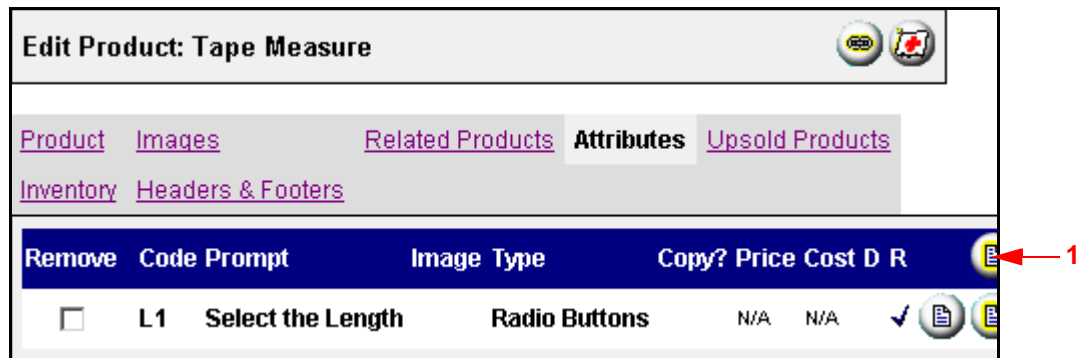 Edit Product: Tape Measure
Product Images Related Products Attributes Upsold Products
Inventory Headers & Footers
Remove Code Prompt Image Type Copy? Price Cost D R
1
L1 Select the Length Radio Buttons N/A N/A